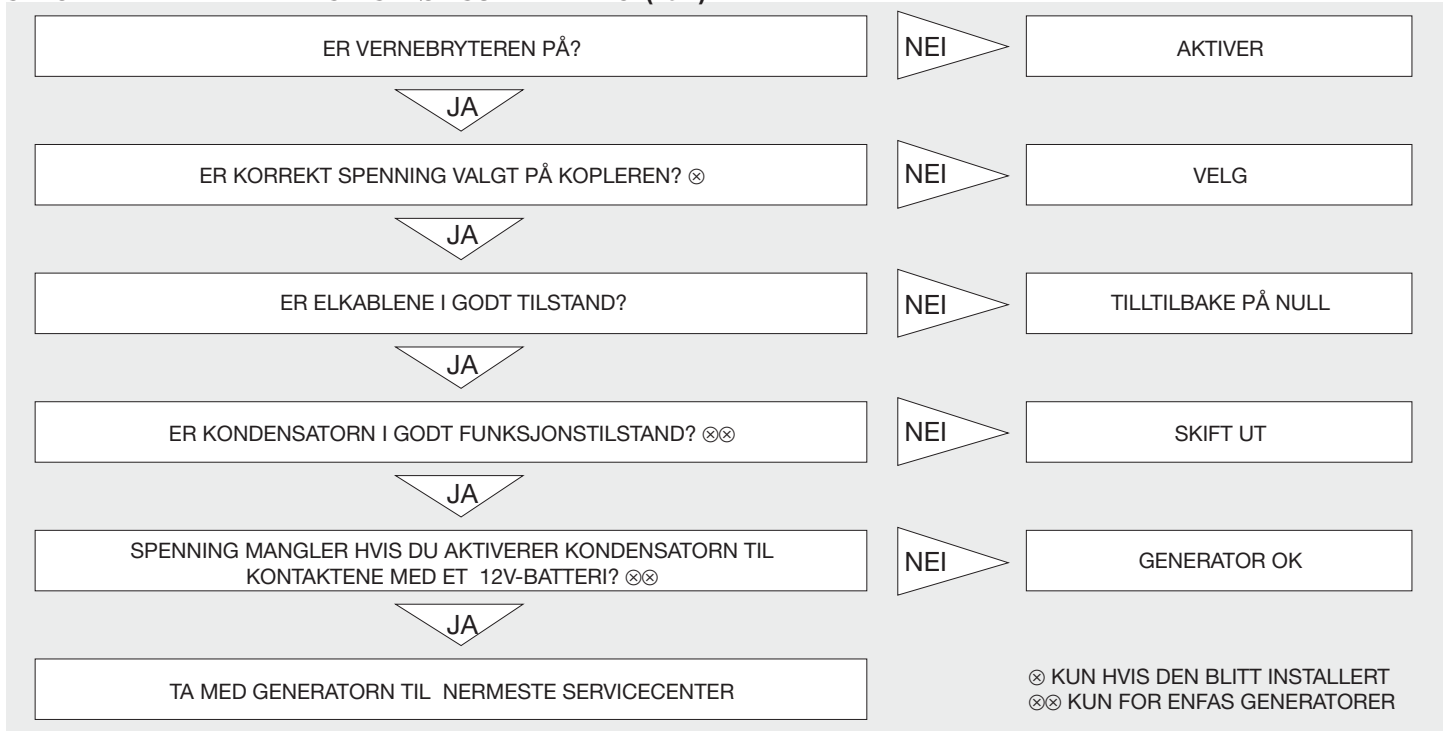 ER VERNEBRYTEREN PÅ?
NEI
AKTIVER
JA
ER KORREKT SPENNING VALGT PÅ KOPLEREN? ⊗
NEI
VELG
JA
ER ELKABLENE I GODT TILSTAND?
NEI
TILLTILBAKE PÅ NULL
JA
ER KONDENSATORN I GODT FUNKSJONSTILSTAND? ⊗⊗
NEI
SKIFT UT
JA
SPENNING MANGLER HVIS DU AKTIVERER KONDENSATORN TIL
KONTAKTENE MED ET 12V-BATTERI? ⊗⊗
NEI
GENERATOR OK
JA
TA MED GENERATORN TIL NERMESTE SERVICECENTER
⊗ KUN HVIS DEN BLITT INSTALLERT
⊗⊗ KUN FOR ENFAS GENERATORER